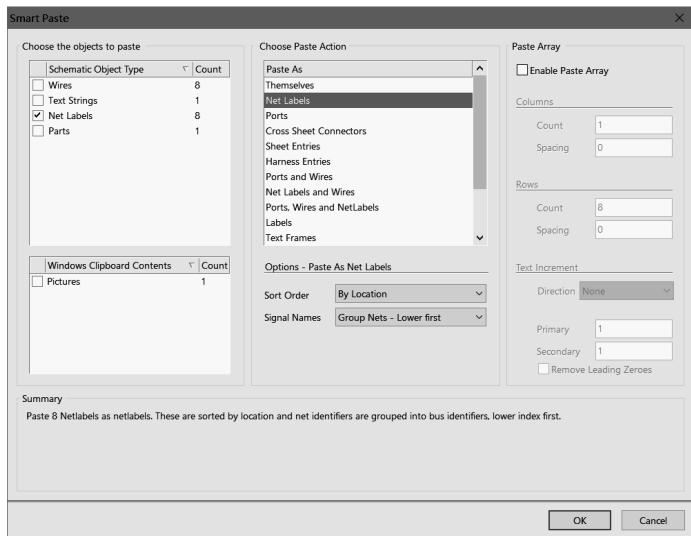 Smart Paste
Choose the objects to paste
Schematic Object Type Count
Wires 8
Text Strings 1
Net Labels 8
Parts 1
Windows Clipboard Contents Count
Pictures 1
Choose Paste Action
Paste As
Themselves
Net Labels
Ports
Cross Sheet Connectors
Sheet Entries
Harness Entries
Ports and Wires
Net Labels and Wires
Ports, Wires and NetLabels
Labels
Text Frames
Options - Paste As Net Labels
Sort Order By Location
Signal Names Group Nets - Lower first
Paste Array
Enable Paste Array
Columns
Count 1
Spacing 0
Rows
Count 8
Spacing 0
Text Increment
Direction None
Primary 1
Secondary 1
Remove Leading Zeroes
Summary
Paste 8 Netlabels as netlabels. These are sorted by location and net identifiers are grouped into bus identifiers, lower index first.
OK Cancel